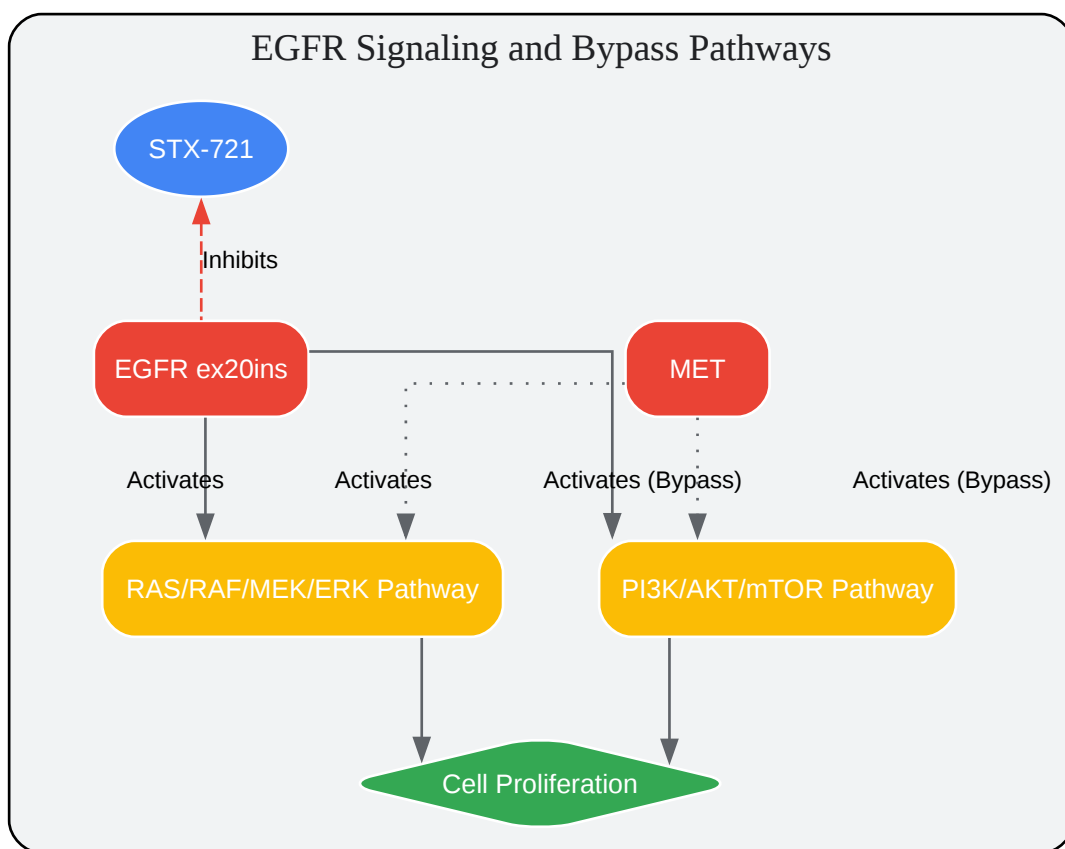 EGFR Signaling and Bypass Pathways
STX-721
Inhibits
EGFR ex20ins
MET
Activates
Activates
Activates (Bypass)
Activates (Bypass)
RAS/RAF/MEK/ERK Pathway
PI3K/AKT/mTOR Pathway
Cell Proliferation